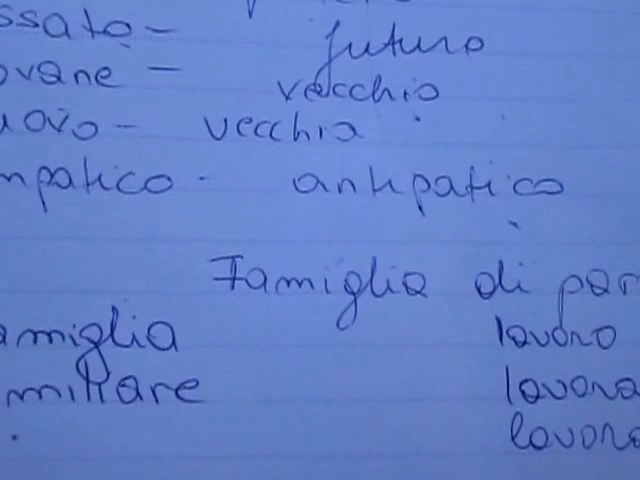 ssato - futuro
ovane - vecchio
uovo - vecchio
mpatico - antipatico
Famiglia di par
amiglia lavoro
miliare lavora
lavora